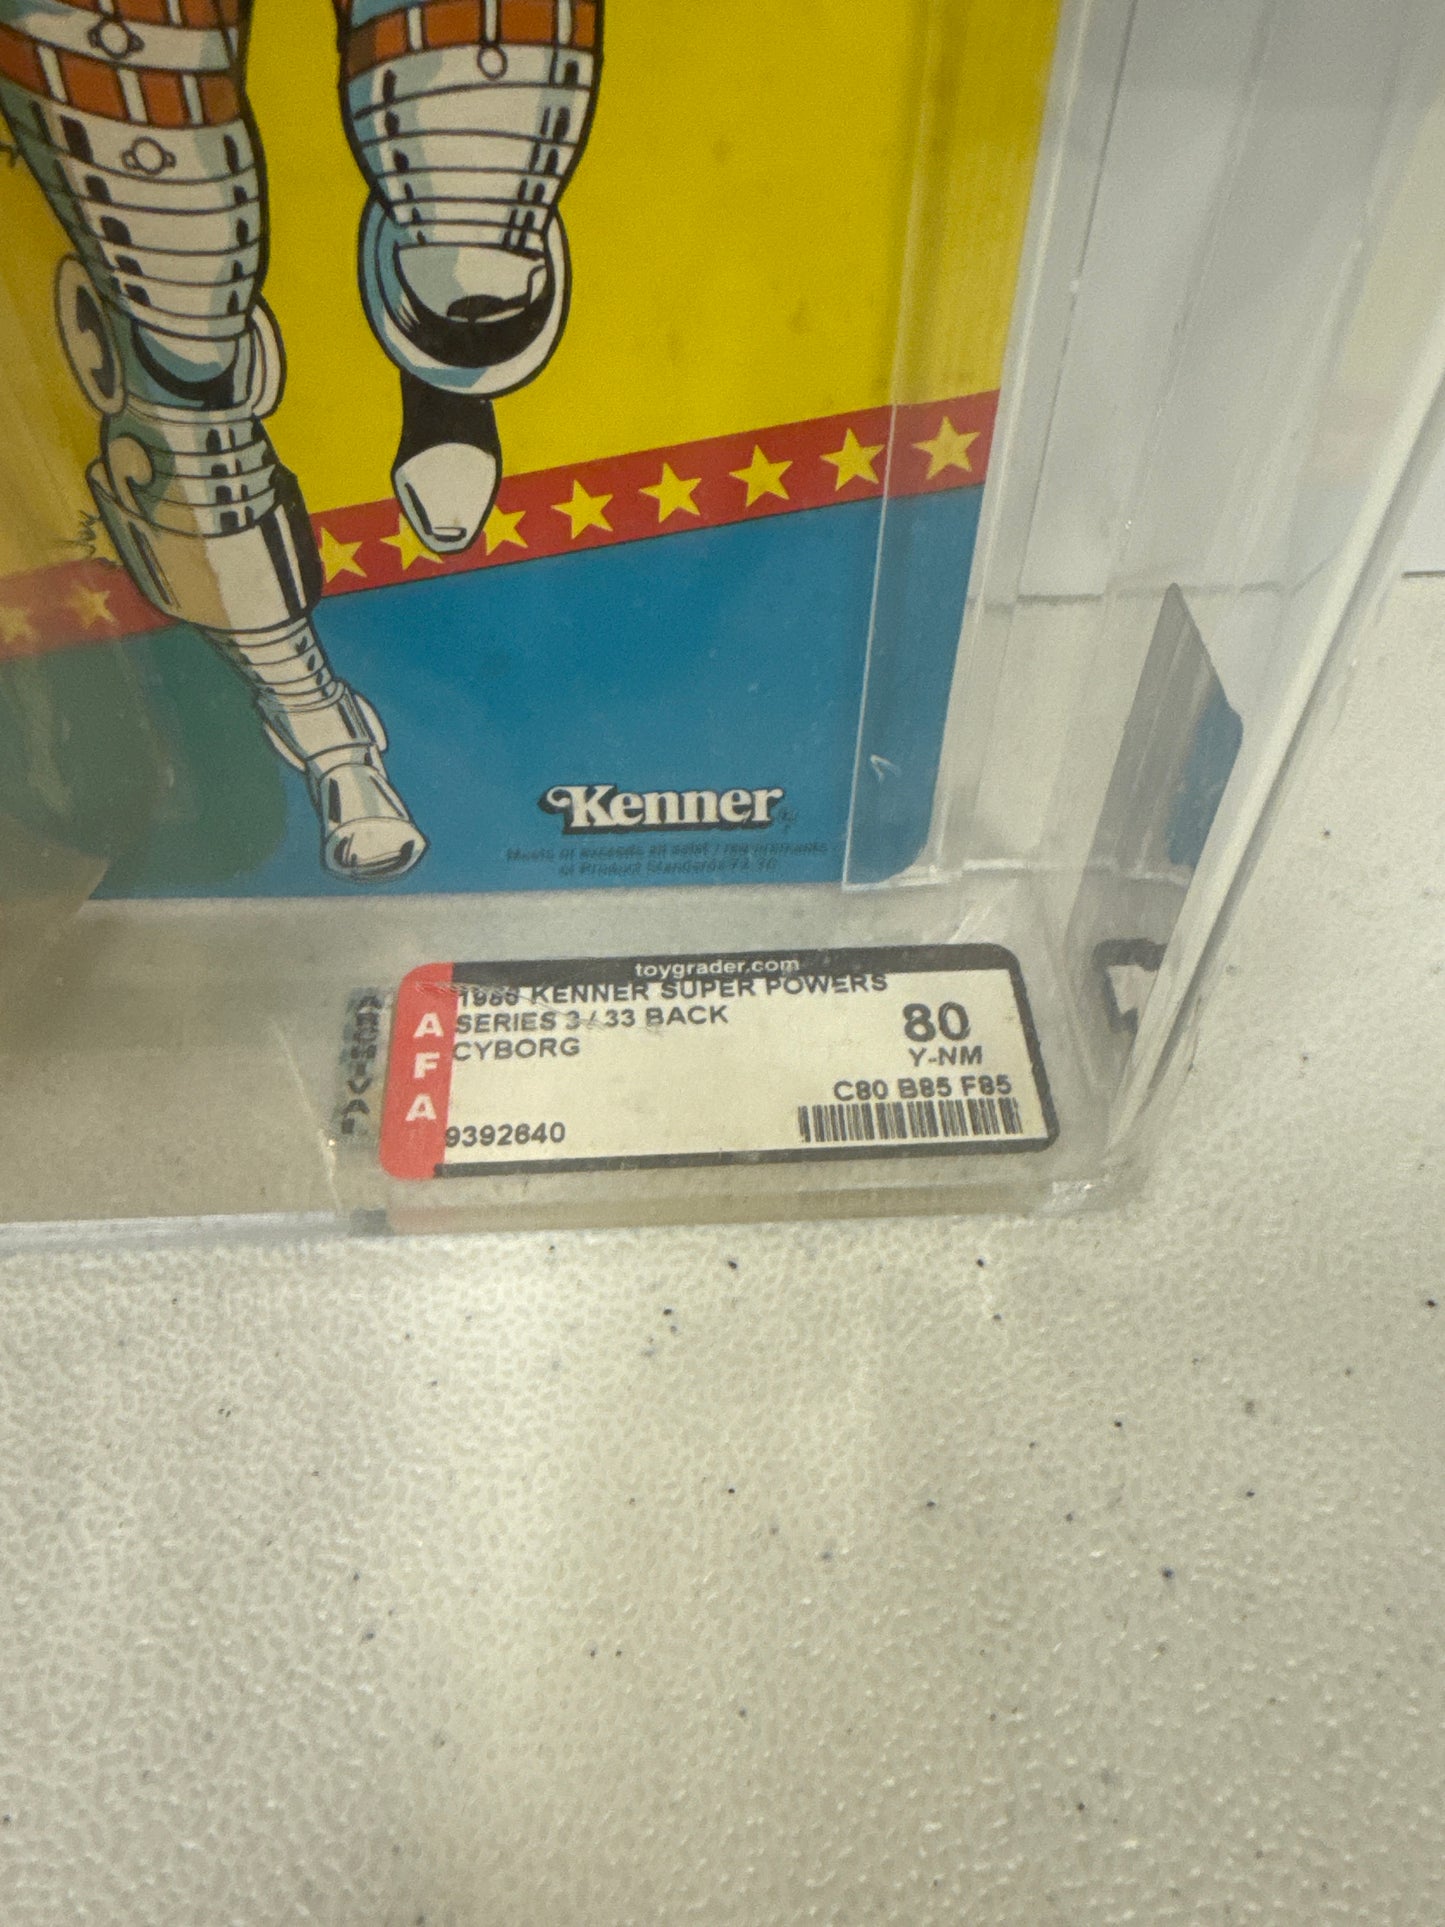 Kenner
toygrader.com
AFA
ARCHIVAL
1986 KENNER SUPER POWERS
SERIES 3 / 33 BACK
CYBORG
80
Y-NM
C80 B85 F85
9392640